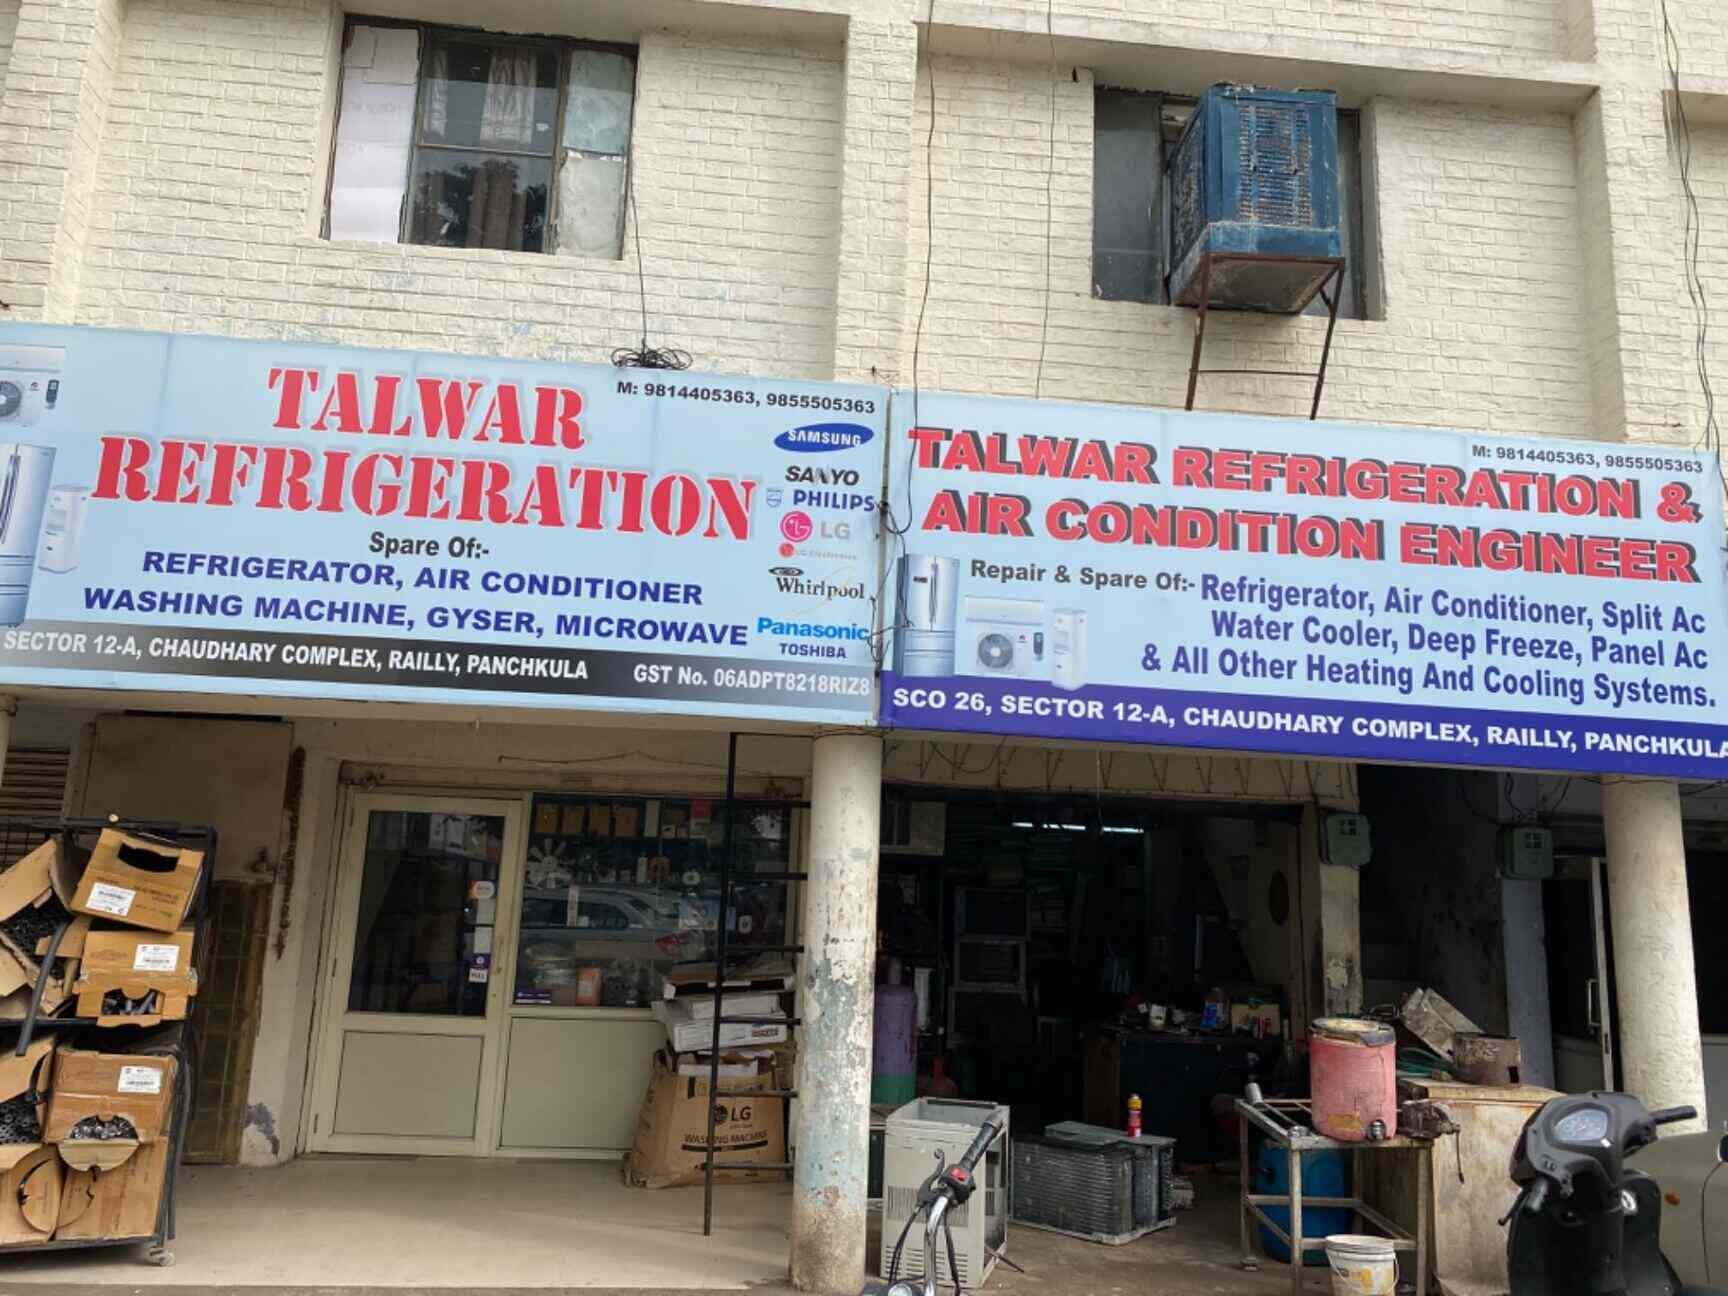 TALWAR
REFRIGERATION
M: 9814405363, 9855505363
SAMSUNG
SANYO
PHILIPS
LG
LG Electronics
Whirlpool
Panasonic
TOSHIBA
Spare Of:-
REFRIGERATOR, AIR CONDITIONER
WASHING MACHINE, GYSER, MICROWAVE
SECTOR 12-A, CHAUDHARY COMPLEX, RAILLY, PANCHKULA GST No. 06ADPT8218RIZ8
M: 9814405363, 9855505363
TALWAR REFRIGERATION &
AIR CONDITION ENGINEER
Repair & Spare Of:- Refrigerator, Air Conditioner, Split Ac
Water Cooler, Deep Freeze, Panel Ac
& All Other Heating And Cooling Systems.
SCO 26, SECTOR 12-A, CHAUDHARY COMPLEX, RAILLY, PANCHKULA
LG
WASHING MACHINE